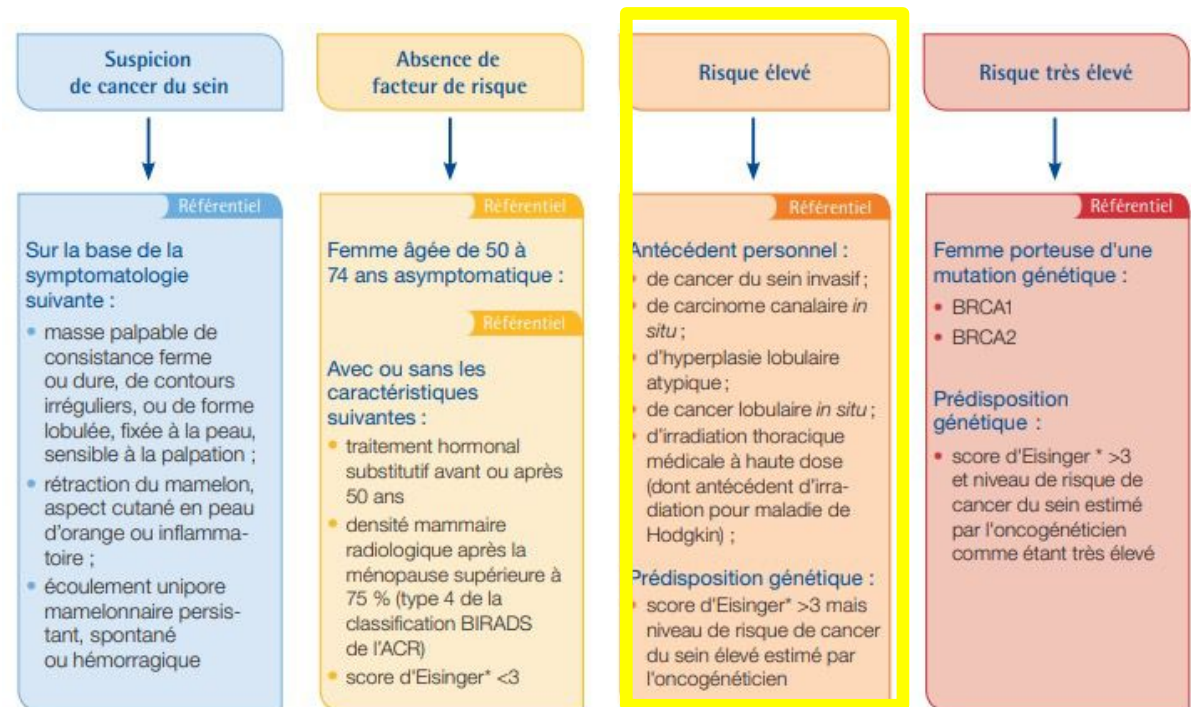 Suspicion
de cancer du sein
Référentiel
Sur la base de la
symptomatologie
suivante :
• masse palpable de
consistance ferme
ou dure, de contours
irréguliers, ou de forme
lobulée, fixée à la peau,
sensible à la palpation ;
• rétraction du mamelon,
aspect cutané en peau
d'orange ou inflamma-
toire ;
• écoulement unipore
mamelonnaire persis-
tant, spontané
ou hémorragique
Absence de
facteur de risque
Référentiel
Femme âgée de 50 à
74 ans asymptomatique :
Référentiel
Avec ou sans les
caractéristiques
suivantes :
• traitement hormonal
substitutif avant ou après
50 ans
• densité mammaire
radiologique après la
ménopause supérieure à
75 % (type 4 de la
classification BIRADS
de l'ACR)
• score d'Eisinger* <3
Risque élevé
Référentiel
Antécédent personnel :
• de cancer du sein invasif ;
• de carcinome canalaire in
situ ;
• d'hyperplasie lobulaire
atypique ;
• de cancer lobulaire in situ ;
• d'irradiation thoracique
médicale à haute dose
(dont antécédent d'irra-
diation pour maladie de
Hodgkin) ;
Prédisposition génétique :
• score d'Eisinger* >3 mais
niveau de risque de cancer
du sein élevé estimé par
l'oncogénéticien
Risque très élevé
Référentiel
Femme porteuse d'une
mutation génétique :
• BRCA1
• BRCA2
Prédisposition
génétique :
• score d'Eisinger * >3
et niveau de risque de
cancer du sein estimé
par l'oncogénéticien
comme étant très élevé